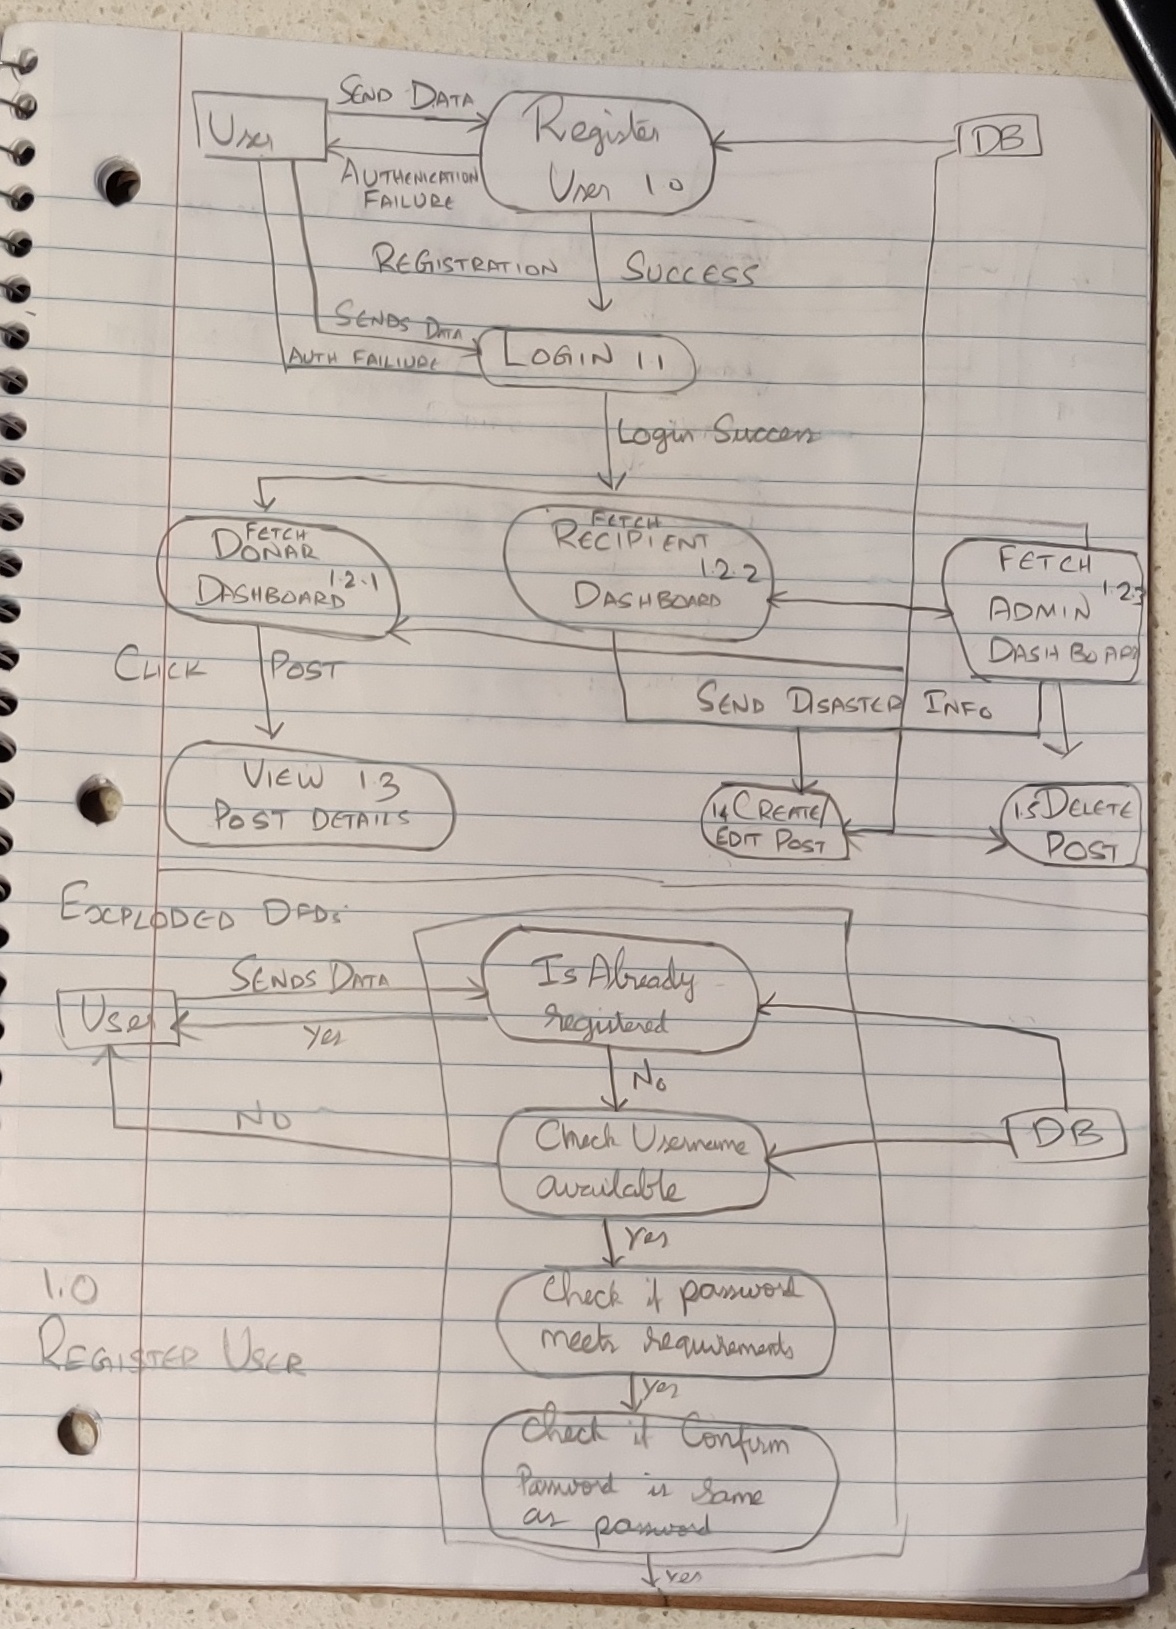 SEND DATA
User
Register
User 1.0
DB
AUTHENICATION
FAILURE
REGISTRATION SUCCESS
SENDS DATA
AUTH FAILIURE
LOGIN 1.1
Login Success
FETCH
DONAR
1.2.1
DASHBOARD
FETCH
RECIPIENT
1.2.2
DASHBOARD
FETCH
1.2.3
ADMIN
DASHBOARD
CLICK POST
SEND DISASTER INFO
VIEW 1.3
POST DETAILS
1.4 CREATE/
EDIT POST
1.5 DELETE
POST
EXPLODED DFDs
SENDS DATA
User
Yes
Is Already
registered
No
NO
Check Username
available
DB
Yes
1.0
REGISTER USER
Check if password
meets requirements
Yes
Check if Confirm
Password is same
as password
Yes